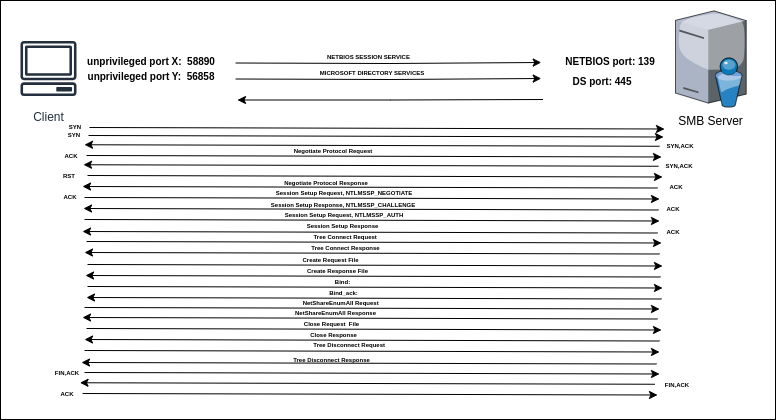 NETBIOS SESSION SERVICE
unprivileged port X: 58890
NETBIOS port: 139
MICROSOFT DIRECTORY SERVICES
unprivileged port Y: 56858
DS port: 445
Client
SMB Server
SYN
SYN
SYN,ACK
Negotiate Protocol Request
ACK
SYN,ACK
RST
Negotiate Protocol Response
ACK
Session Setup Request, NTLMSSP_NEGOTIATE
ACK
Session Setup Response, NTLMSSP_CHALLENGE
ACK
Session Setup Request, NTLMSSP_AUTH
Session Setup Response
ACK
Tree Connect Request
Tree Connect Response
Create Request File
Create Response File
Bind:
Bind_ack:
NetShareEnumAll Request
NetShareEnumAll Response
Close Request File
Close Response
Tree Disconnect Request
Tree Disconnect Response
FIN,ACK
FIN,ACK
ACK